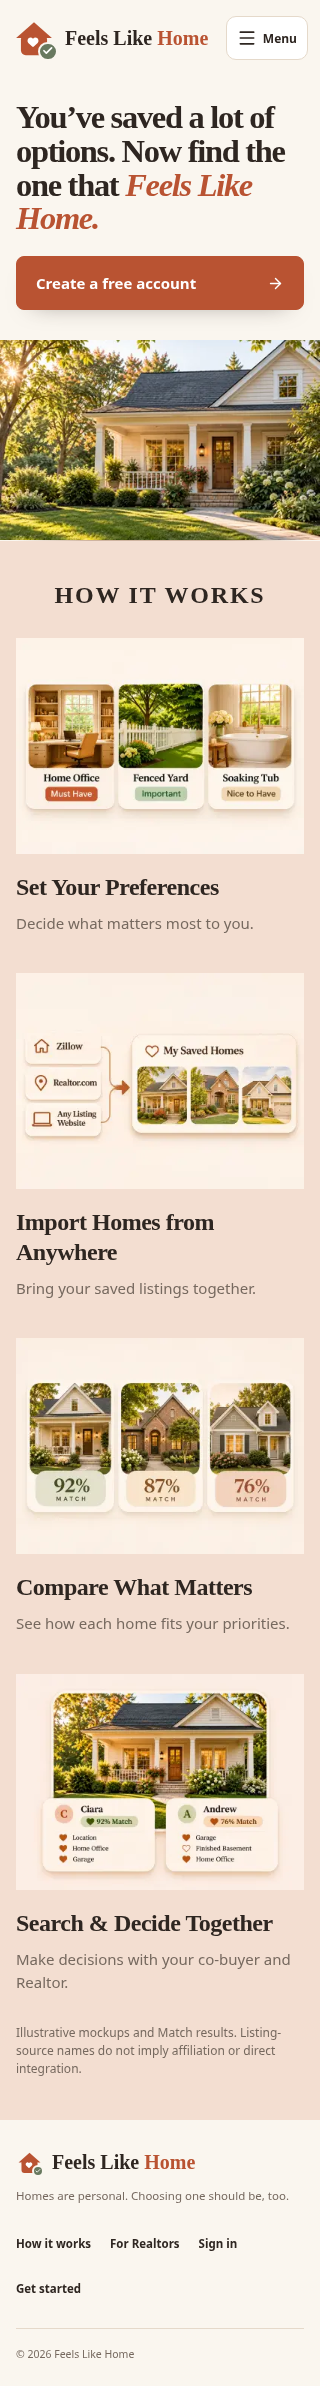 Feels Like Home
Menu
You’ve saved a lot of
options. Now find the
one that Feels Like
Home.
Create a free account
HOW IT WORKS
Home Office
Fenced Yard
Soaking Tub
Must Have
Important
Nice to Have
Set Your Preferences
Decide what matters most to you.
Zillow
Realtor.com
Any Listing
Website
My Saved Homes
Import Homes from
Anywhere
Bring your saved listings together.
92%
MATCH
87%
MATCH
76%
MATCH
Compare What Matters
See how each home fits your priorities.
C
Ciara
92% Match
Location
Home Office
Garage
A
Andrew
76% Match
Garage
Finished Basement
Home Office
Search & Decide Together
Make decisions with your co-buyer and
Realtor.
Illustrative mockups and Match results. Listing-
source names do not imply affiliation or direct
integration.
Feels Like Home
Homes are personal. Choosing one should be, too.
How it works
For Realtors
Sign in
Get started
© 2026 Feels Like Home